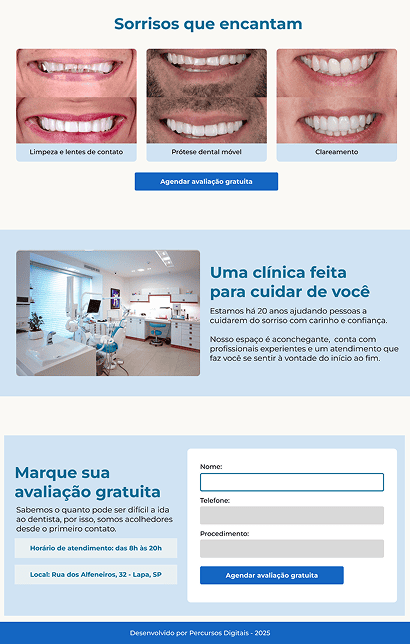 Sorrisos que encantam
Limpeza e lentes de contato
Prótese dental móvel
Clareamento
Agendar avaliação gratuita
Uma clínica feita
para cuidar de você
Estamos há 20 anos ajudando pessoas a
cuidarem do sorriso com carinho e confiança.
Nosso espaço é aconchegante, conta com
profissionais experientes e um atendimento que
faz você se sentir à vontade do início ao fim.
Marque sua
avaliação gratuita
Sabemos o quanto pode ser difícil a ida
ao dentista, por isso, somos acolhedores
desde o primeiro contato.
Horário de atendimento: das 8h às 20h
Local: Rua dos Alfeneiros, 32 - Lapa, SP
Nome:
Telefone:
Procedimento:
Agendar avaliação gratuita
Desenvolvido por Percursos Digitais - 2025